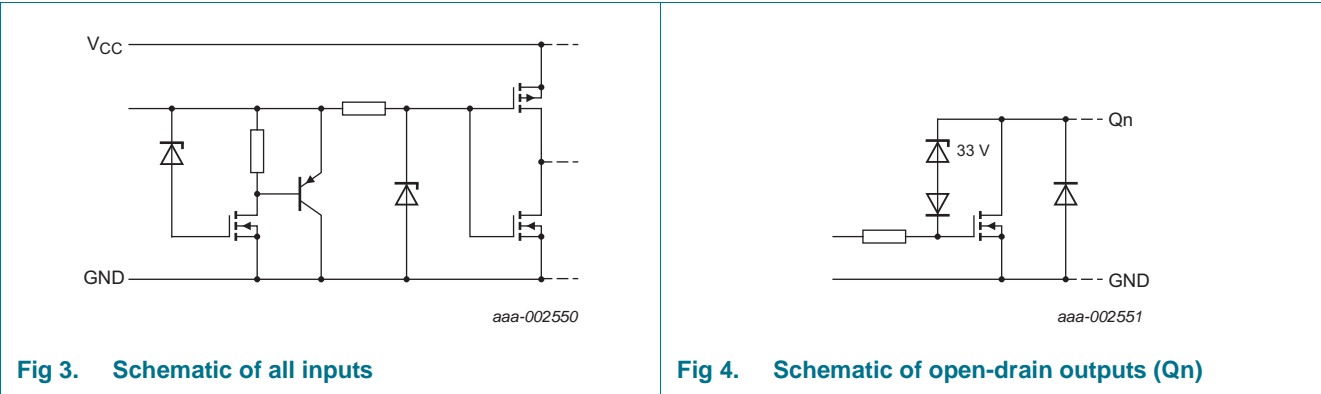 V_CC
GND
aaa-002550
Fig 3. Schematic of all inputs
Qn
33 V
GND
aaa-002551
Fig 4. Schematic of open-drain outputs (Qn)